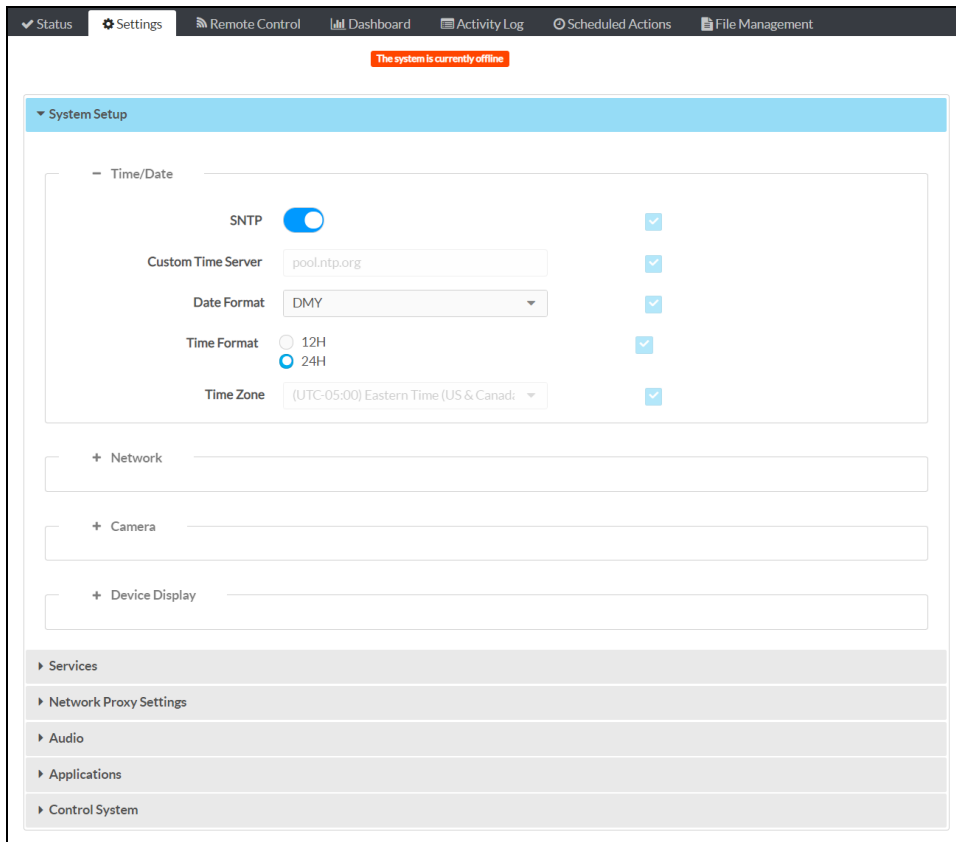 Status Settings Remote Control Dashboard Activity Log Scheduled Actions File Management
The system is currently offline
System Setup
Time/Date
SNTP
Custom Time Server pool.ntp.org
Date Format DMY
Time Format 12H
24H
Time Zone (UTC-05:00) Eastern Time (US & Canada
Network
Camera
Device Display
Services
Network Proxy Settings
Audio
Applications
Control System